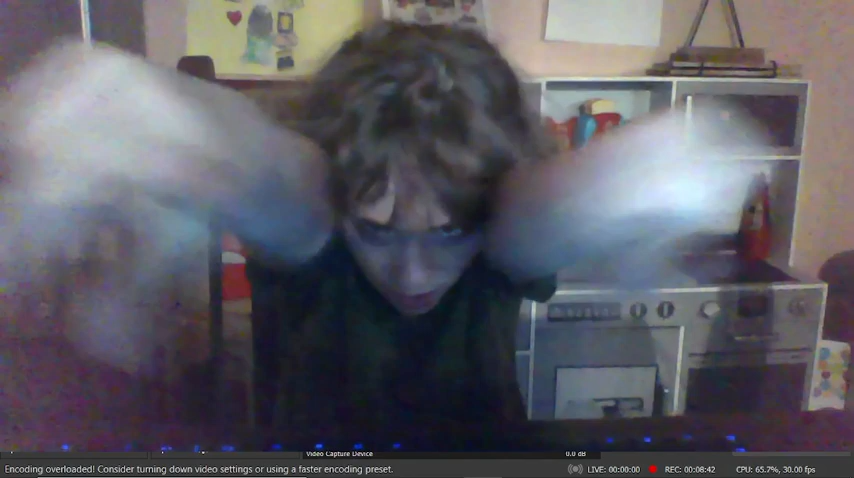 Video Capture Device 0.0 dB
Encoding overloaded! Consider turning down video settings or using a faster encoding preset. LIVE: 00:00:00 REC: 00:08:42 CPU: 65.7%, 30.00 fps